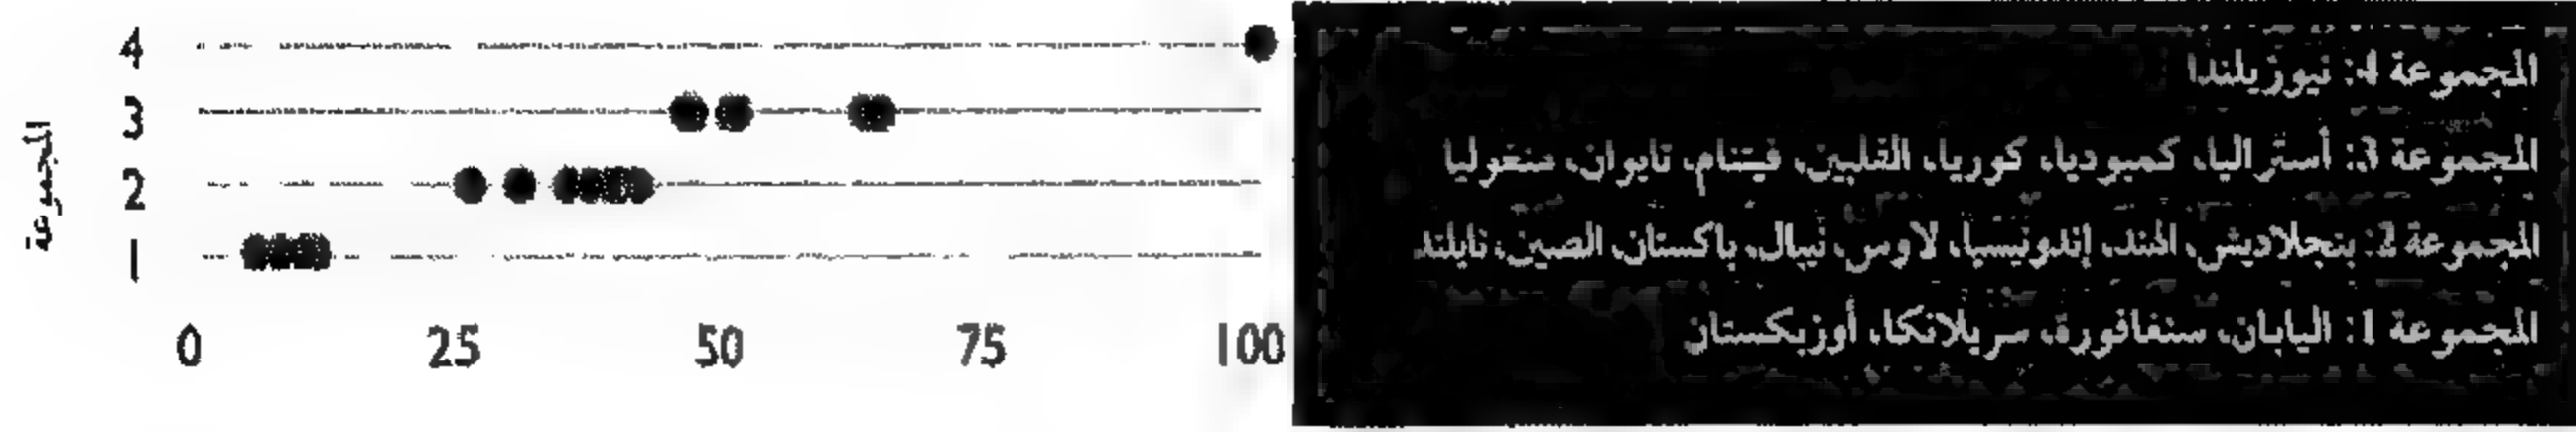 المجموعة
4
3
2
1
0 25 50 75 100
المجموعة 4: نيوزيلندا
المجموعة 3: أستراليا، كمبوديا، كوريا، الفلبين، فيتنام، تايوان، منغوليا
المجموعة 2: بنجلاديش، الهند، إندونيسيا، لاوس، نيبال، باكستان، الصين، تايلند
المجموعة 1: اليابان، سنغافورة، سريلانكا، أوزبكستان